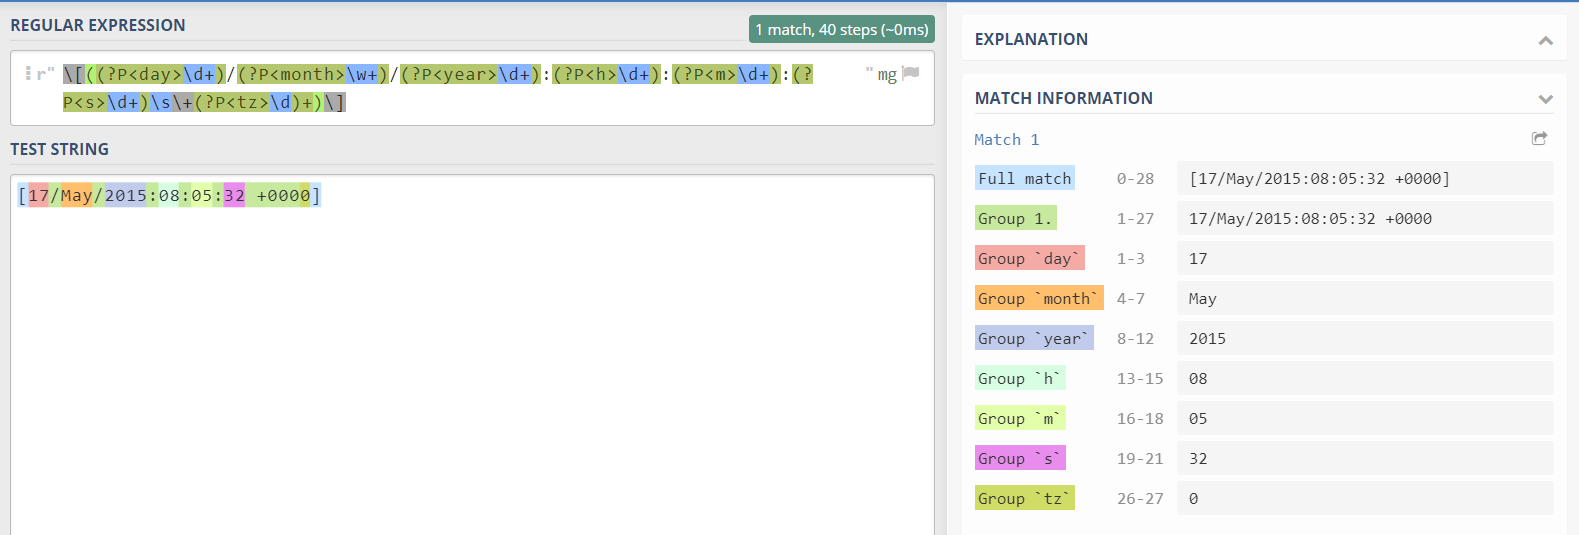 REGULAR EXPRESSION
1 match, 40 steps (~0ms)
r" \[((?P<day>\d+)/(?P<month>\w+)/(?P<year>\d+):(?P<h>\d+):(?P<m>\d+):(?
P<s>\d+)\s\+(?P<tz>\d)+)\]
" mg
TEST STRING
[17/May/2015:08:05:32 +0000]
EXPLANATION
MATCH INFORMATION
Match 1
Full match 0-28 [17/May/2015:08:05:32 +0000]
Group 1. 1-27 17/May/2015:08:05:32 +0000
Group `day` 1-3 17
Group `month` 4-7 May
Group `year` 8-12 2015
Group `h` 13-15 08
Group `m` 16-18 05
Group `s` 19-21 32
Group `tz` 26-27 0